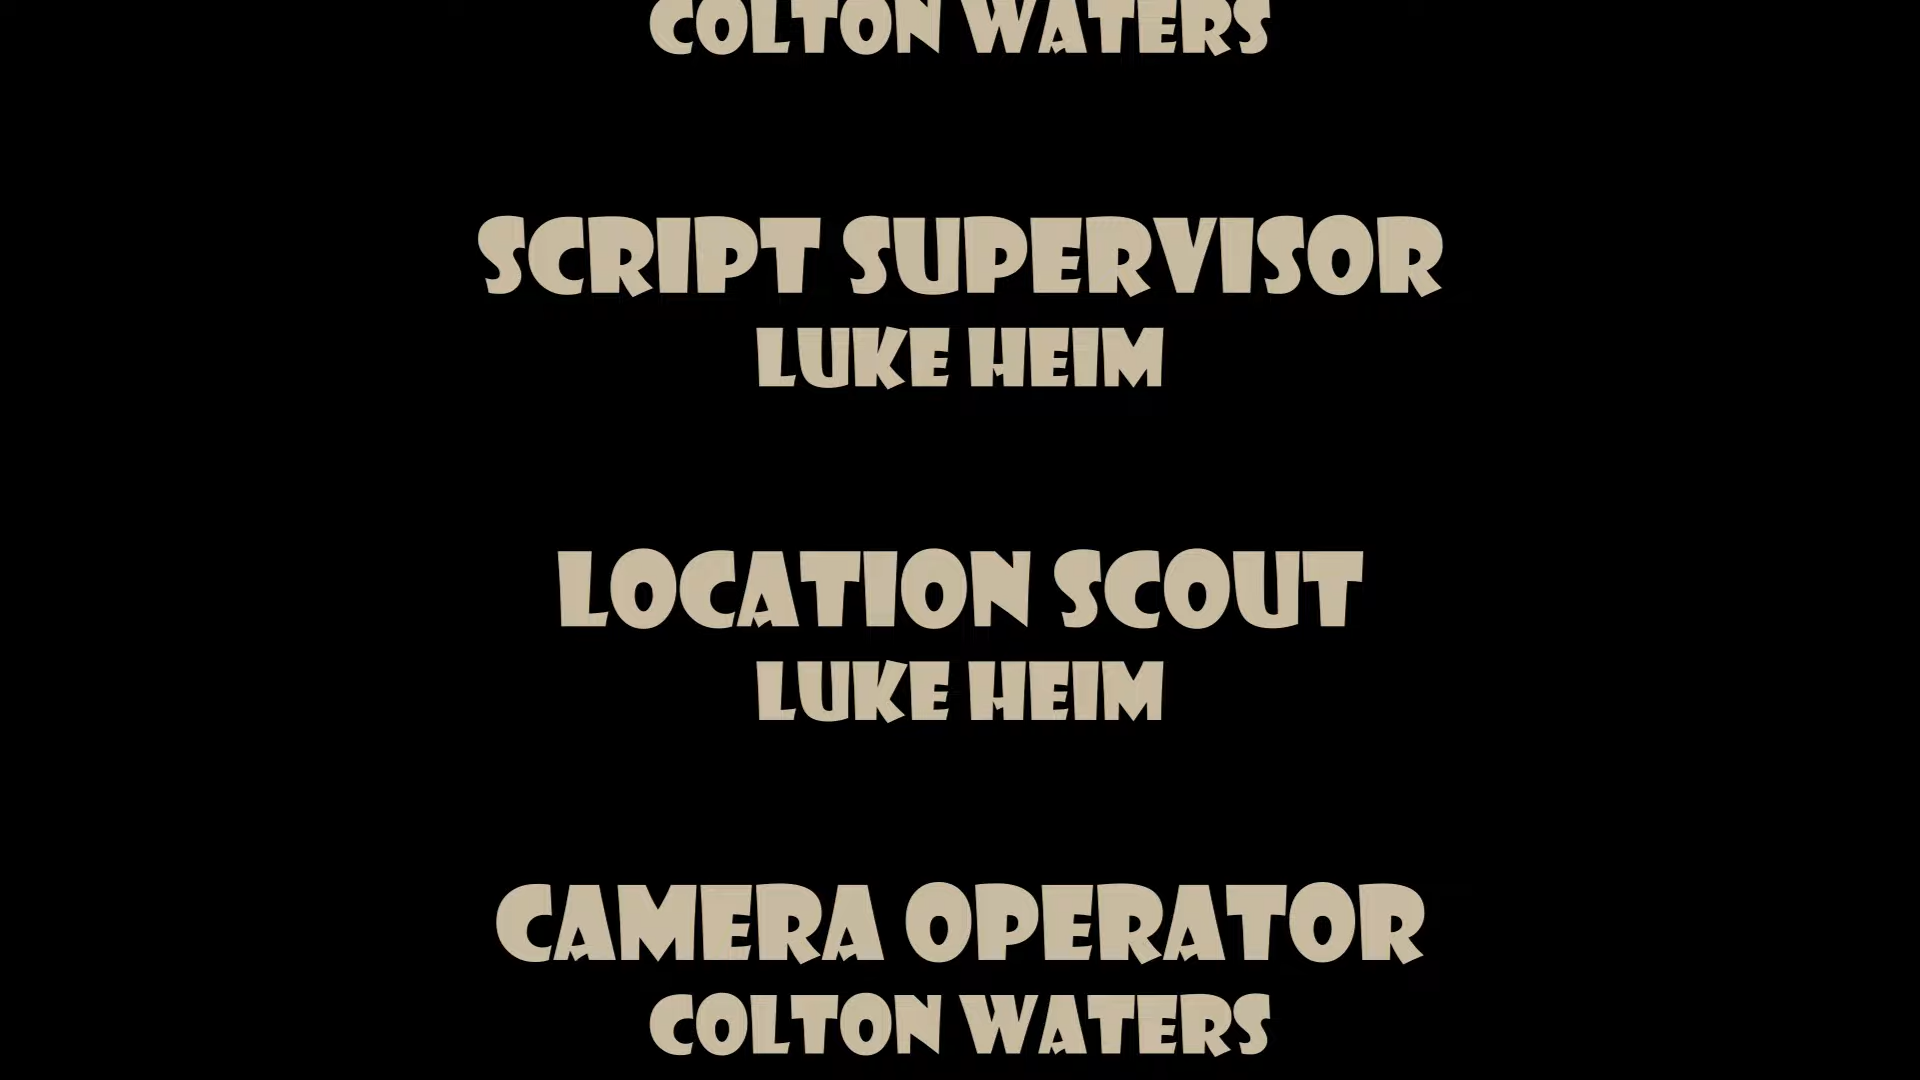 COLTON WATERS
SCRIPT SUPERVISOR
LUKE HEIM
LOCATION SCOUT
LUKE HEIM
CAMERA OPERATOR
COLTON WATERS